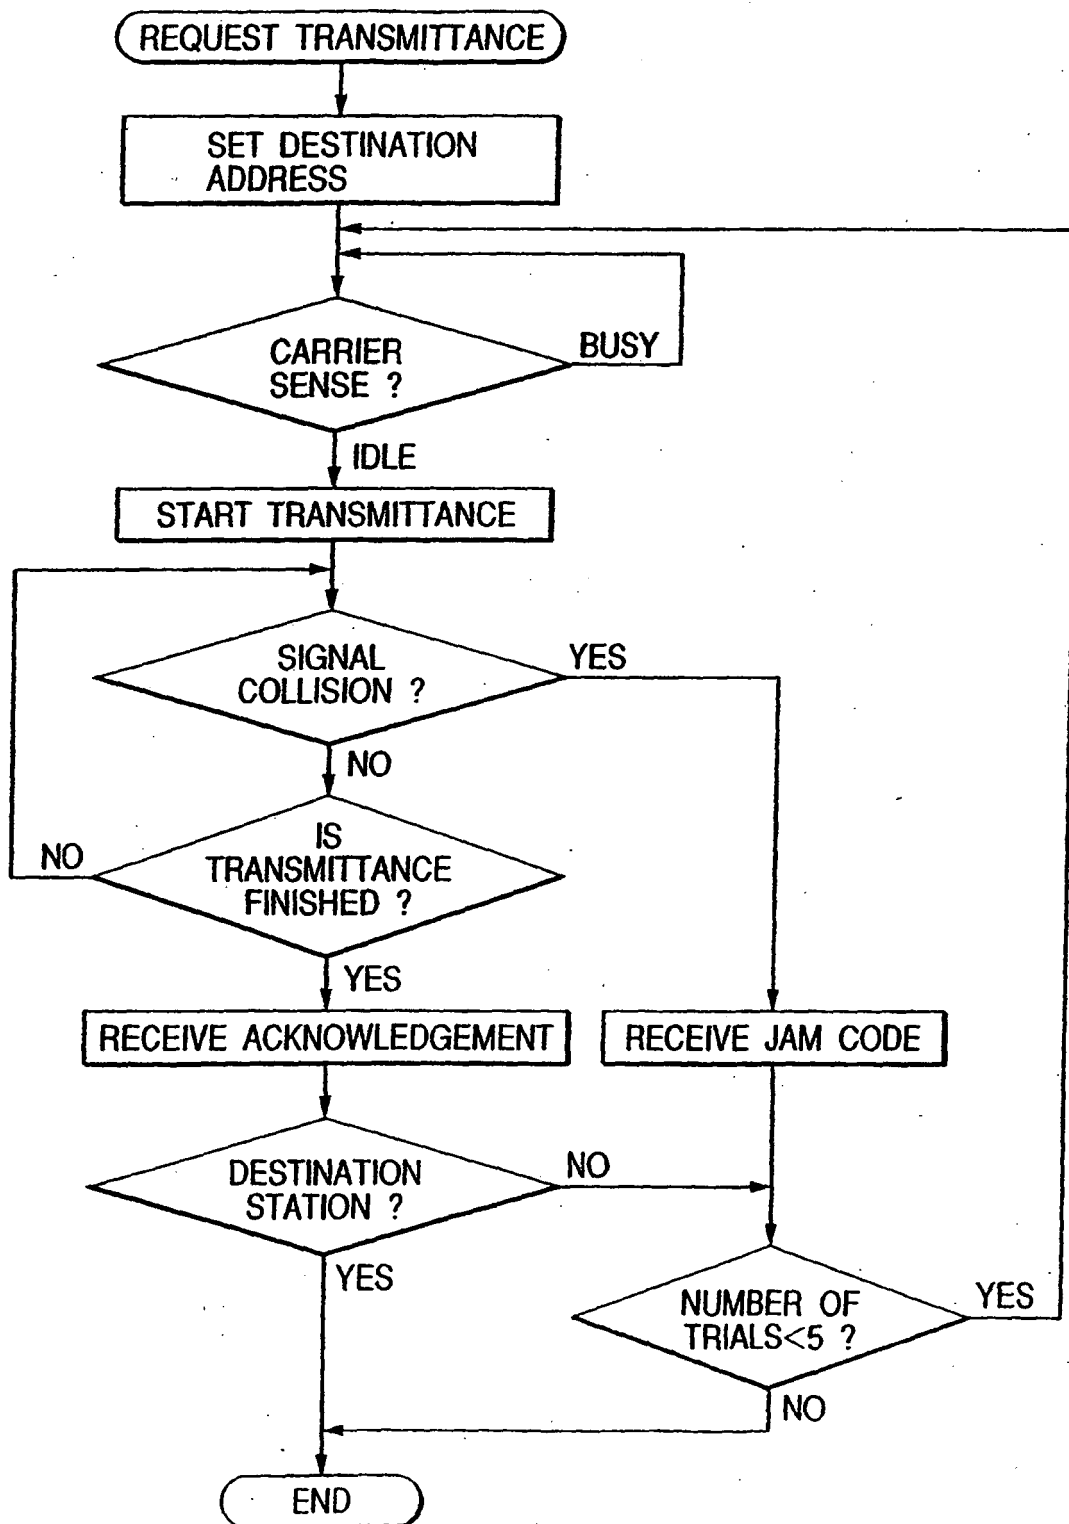 REQUEST TRANSMITTANCE
SET DESTINATION
ADDRESS
CARRIER
SENSE ?
BUSY
IDLE
START TRANSMITTANCE
SIGNAL
COLLISION ?
YES
NO
IS
TRANSMITTANCE
FINISHED ?
NO
YES
RECEIVE ACKNOWLEDGEMENT
RECEIVE JAM CODE
DESTINATION
STATION ?
NO
YES
NUMBER OF
TRIALS<5 ?
YES
NO
END